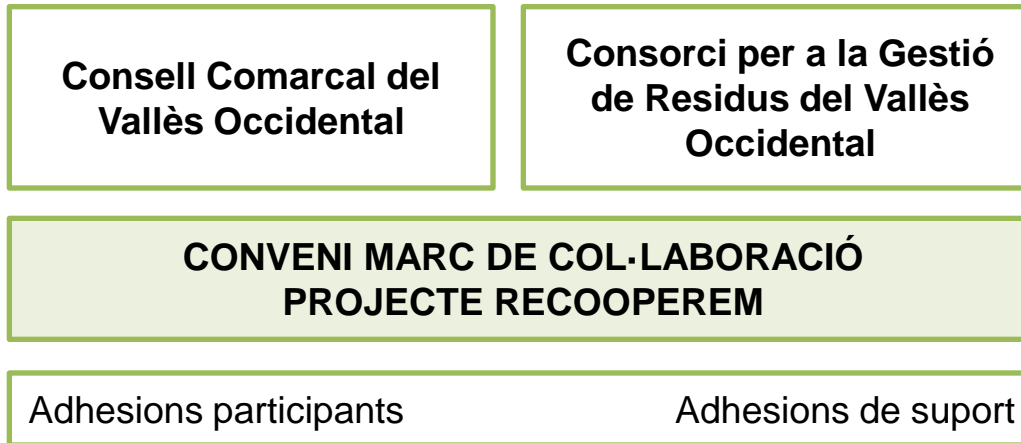 Consell Comarcal del
Vallès Occidental
Consorci per a la Gestió
de Residus del Vallès
Occidental
CONVENI MARC DE COL·LABORACIÓ
PROJECTE RECOOPEREM
Adhesions participants
Adhesions de suport